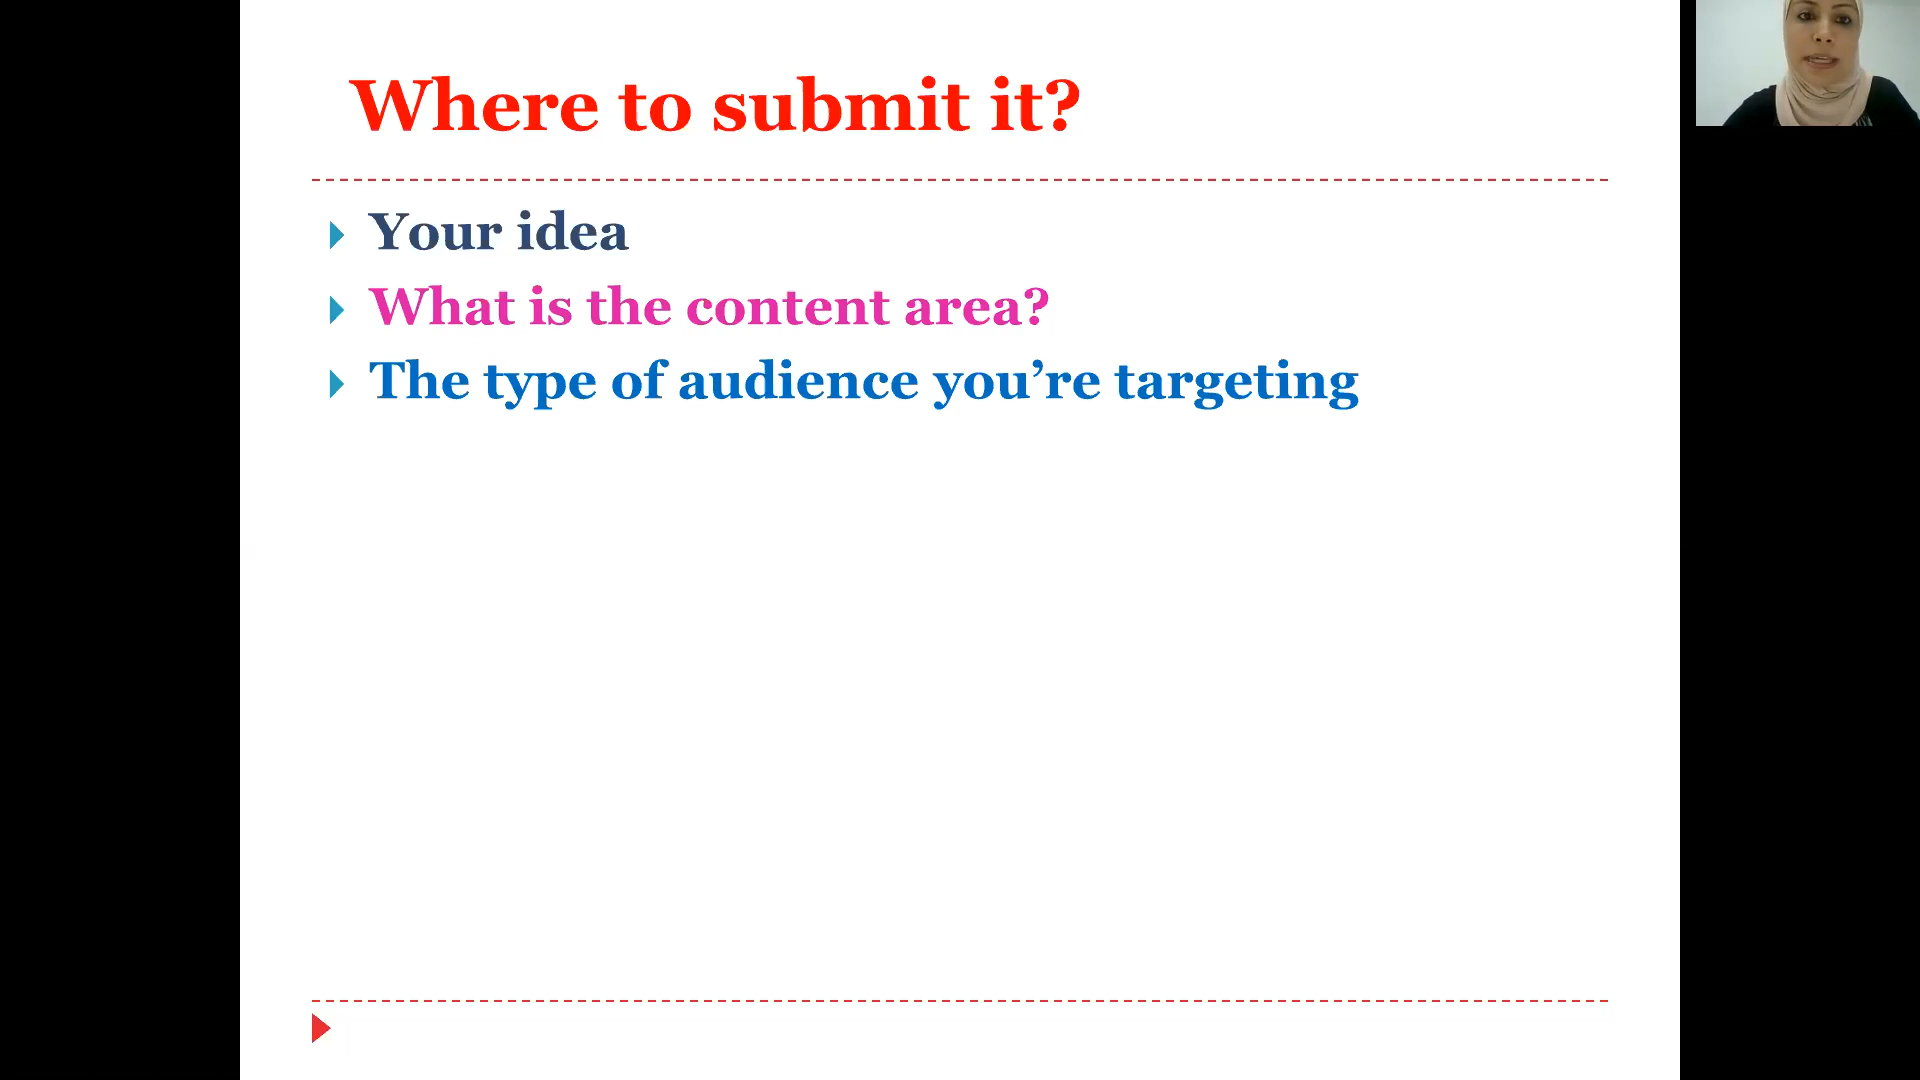 Where to submit it?
Your idea
What is the content area?
The type of audience you’re targeting